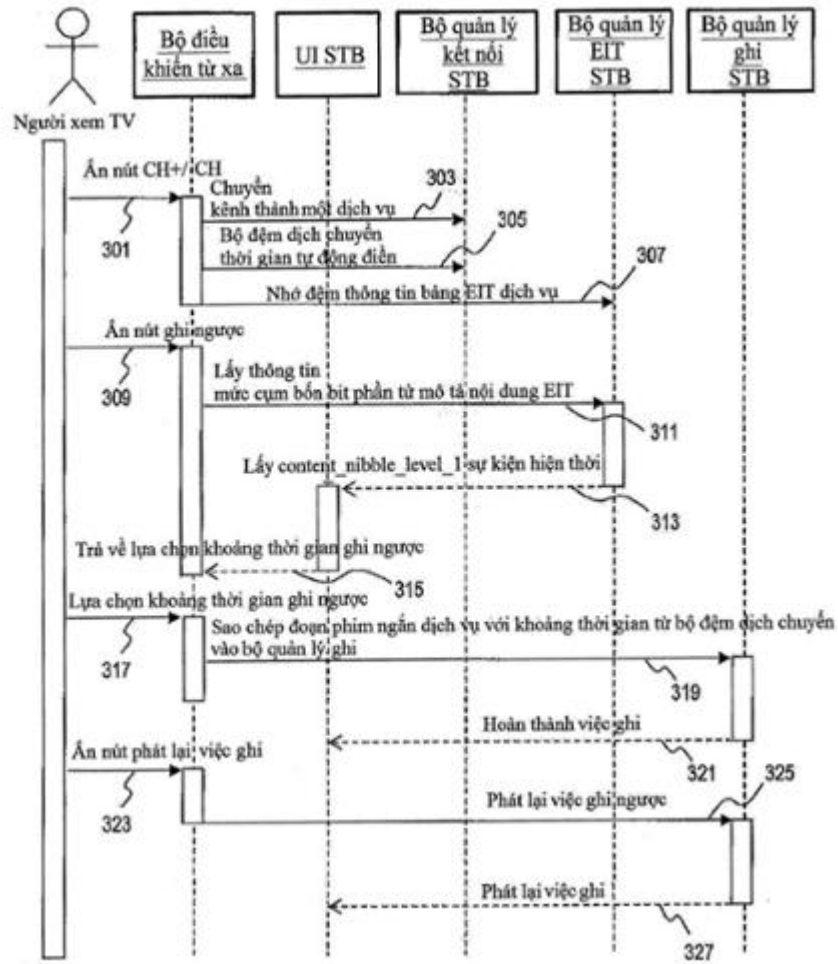 Bộ điều
khiển từ xa
UI STB
Bộ quản lý
kết nối
STB
Bộ quản lý
EIT
STB
Bộ quản lý
ghi
STB
Người xem TV
Ấn nút CH+/-CH
301
Chuyển
kênh thành một dịch vụ
303
Bộ đệm dịch chuyển
thời gian tự động điền
305
307
Nhớ đệm thông tin bảng EIT dịch vụ
Ấn nút ghi ngược
309
Lấy thông tin
mức cụm bốn bit phần tử mô tả nội dung EIT
311
Lấy content_nibble_level_1 sự kiện hiện thời
313
Trả về lựa chọn khoảng thời gian ghi ngược
315
Lựa chọn khoảng thời gian ghi ngược
317
Sao chép đoạn phim ngắn dịch vụ với khoảng thời gian từ bộ đệm dịch chuyển
vào bộ quản lý ghi
319
Hoàn thành việc ghi
321
Ấn nút phát lại việc ghi
323
Phát lại việc ghi ngược
325
Phát lại việc ghi
327